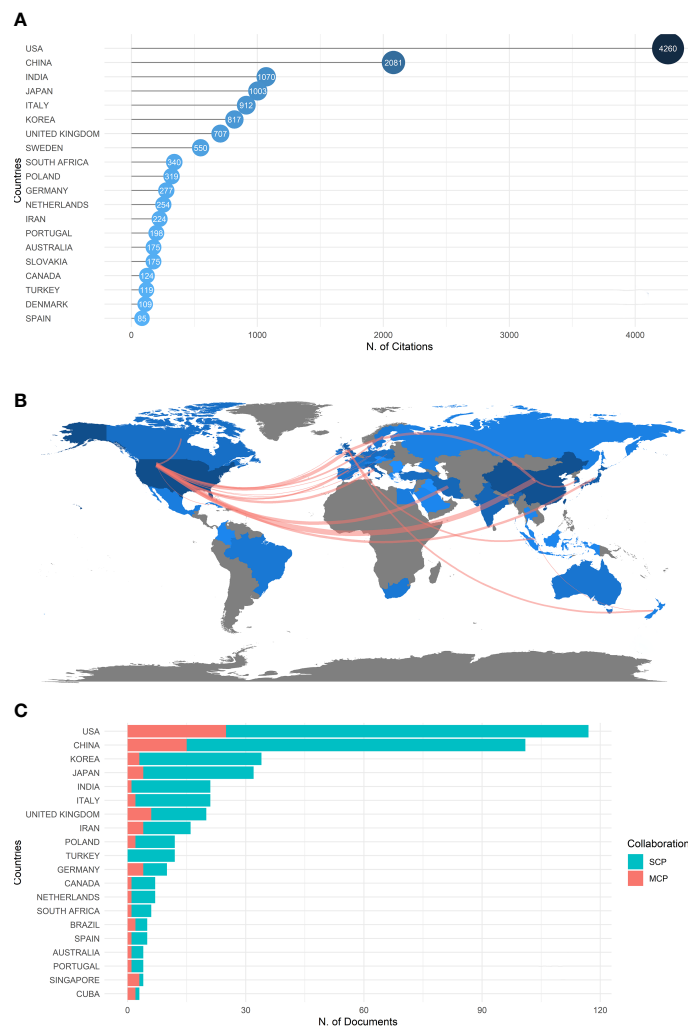 A
USA 4260
CHINA 2081
INDIA 1070
JAPAN 1003
ITALY 912
KOREA 817
UNITED KINGDOM 707
SWEDEN 550
SOUTH AFRICA 340
POLAND 319
GERMANY 277
NETHERLANDS 254
IRAN 224
PORTUGAL 198
AUSTRALIA 175
SLOVAKIA 175
CANADA 124
TURKEY 119
DENMARK 109
SPAIN 85
Countries
0 1000 2000 3000 4000
N. of Citations
B
C
USA
CHINA
KOREA
JAPAN
INDIA
ITALY
UNITED KINGDOM
IRAN
POLAND
TURKEY
GERMANY
CANADA
NETHERLANDS
SOUTH AFRICA
BRAZIL
SPAIN
AUSTRALIA
PORTUGAL
SINGAPORE
CUBA
Countries
0 30 60 90 120
N. of Documents
Collaboration
SCP
MCP